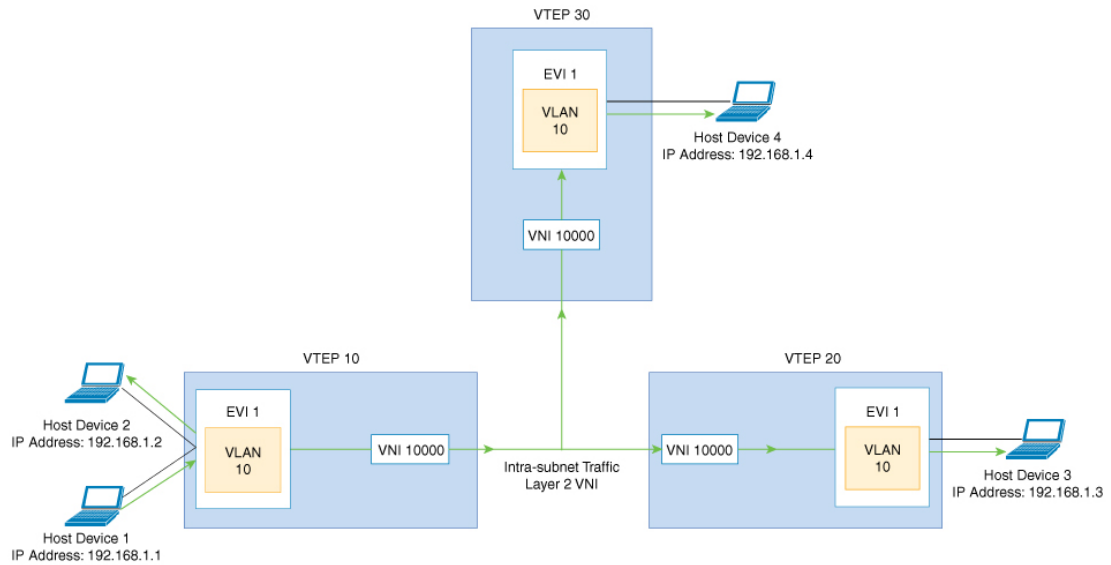 VTEP 30
EVI 1
VLAN
10
Host Device 4
IP Address: 192.168.1.4
VNI 10000
VTEP 10
VTEP 20
Host Device 2
IP Address: 192.168.1.2
EVI 1
VLAN
10
VNI 10000
Intra-subnet Traffic
Layer 2 VNI
VNI 10000
EVI 1
VLAN
10
Host Device 3
IP Address: 192.168.1.3
Host Device 1
IP Address: 192.168.1.1